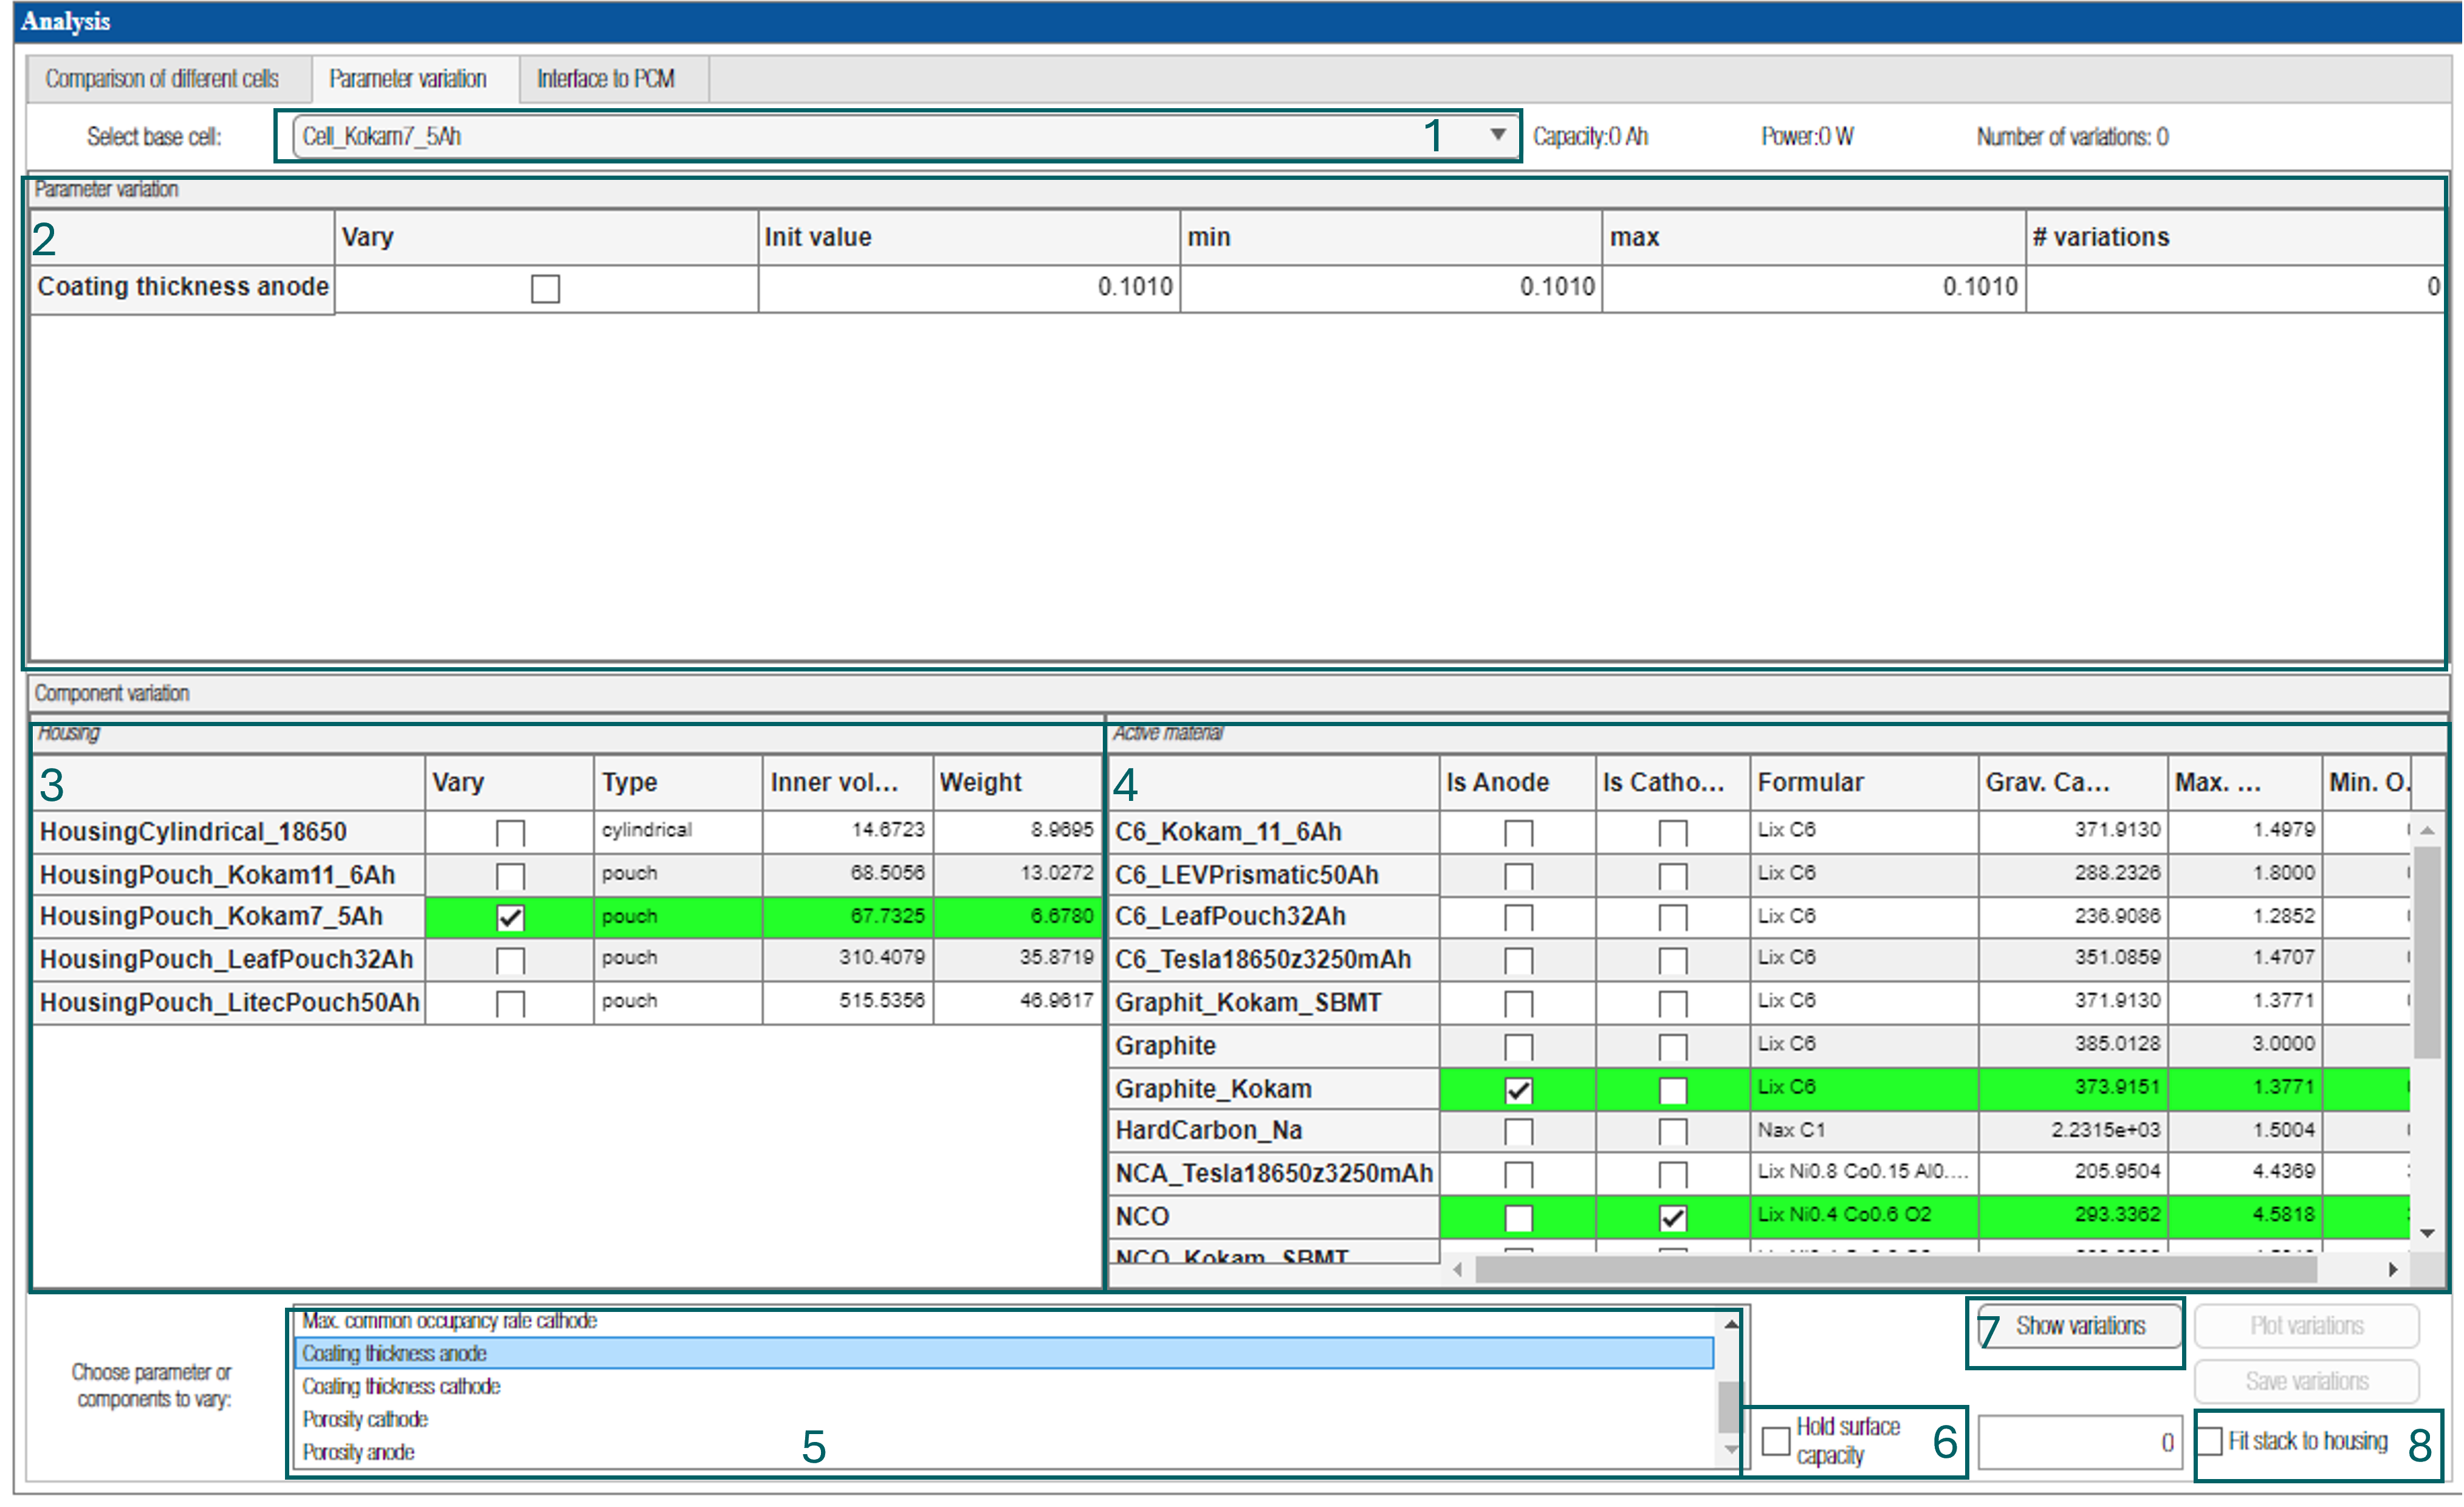 Analysis
Comparison of different cells Parameter variation Interface to PCM
Select base cell: Cell_Kokam7_5Ah 1 Capacity:0 Ah Power:0 W Number of variations: 0
Parameter variation
2 Vary Init value min max # variations
Coating thickness anode 0.1010 0.1010 0.1010 0
Component variation
Housing
3 Vary Type Inner vol... Weight
HousingCylindrical_18650 cylindrical 14.6723 8.9695
HousingPouch_Kokam11_6Ah pouch 68.5056 13.0272
HousingPouch_Kokam7_5Ah pouch 67.7325 6.6780
HousingPouch_LeafPouch32Ah pouch 310.4079 35.8719
HousingPouch_LitecPouch50Ah pouch 515.5356 46.9617
Active material
4 Is Anode Is Catho... Formular Grav. Ca... Max. ... Min. O.
C6_Kokam_11_6Ah Lix C6 371.9130 1.4979
C6_LEVPrismatic50Ah Lix C6 288.2326 1.8000
C6_LeafPouch32Ah Lix C6 236.9086 1.2852
C6_Tesla18650z3250mAh Lix C6 351.0859 1.4707
Graphit_Kokam_SBMT Lix C6 371.9130 1.3771
Graphite Lix C6 385.0128 3.0000
Graphite_Kokam Lix C6 373.9151 1.3771
HardCarbon_Na Nax C1 2.2315e+03 1.5004
NCA_Tesla18650z3250mAh Lix Ni0.8 Co0.15 Al0.... 205.9504 4.4369
NCO Lix Ni0.4 Co0.6 O2 293.3362 4.5818
NCO_Kokam_SBMT
Choose parameter or
components to vary:
Max. common occupancy rate cathode
Coating thickness anode
Coating thickness cathode
Porosity cathode
Porosity anode
5
Hold surface
capacity
6
7 Show variations
Plot variations
Save variations
0
Fit stack to housing 8